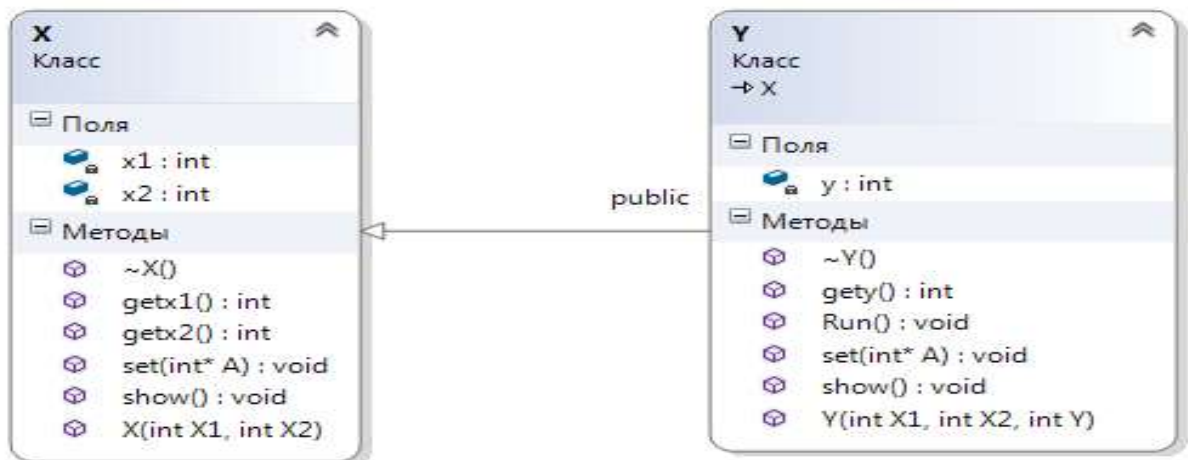 X
Класс
Поля
x1 : int
x2 : int
Методы
~X()
getx1() : int
getx2() : int
set(int* A) : void
show() : void
X(int X1, int X2)
public
Y
Класс
X
Поля
y : int
Методы
~Y()
gety() : int
Run() : void
set(int* A) : void
show() : void
Y(int X1, int X2, int Y)